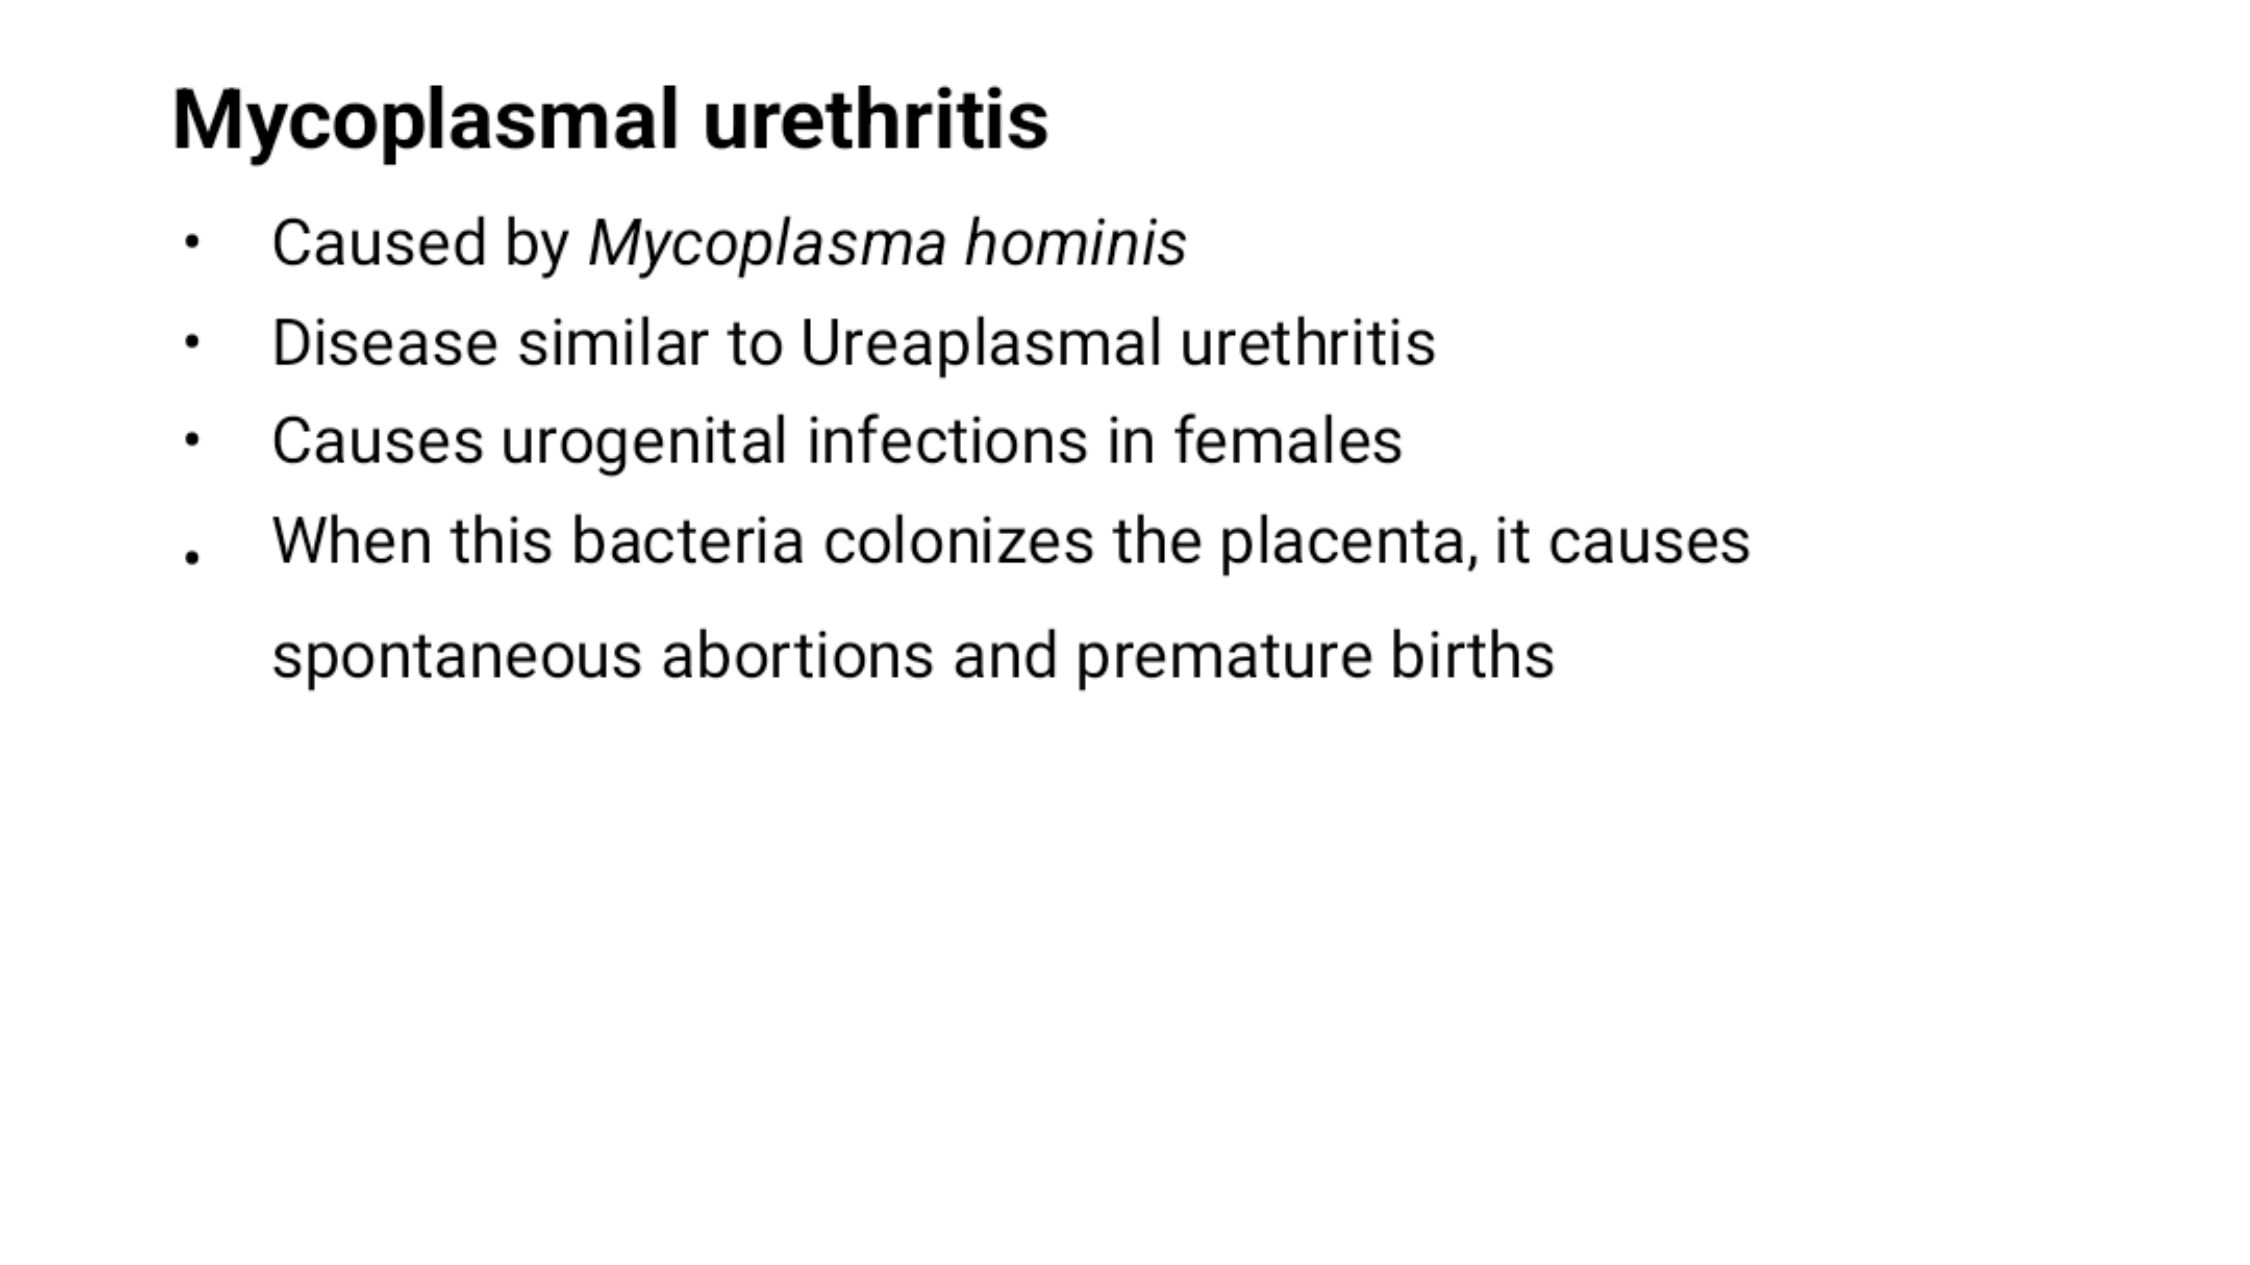 Mycoplasmal urethritis
• Caused by Mycoplasma hominis
• Disease similar to Ureaplasmal urethritis
• Causes urogenital infections in females
• When this bacteria colonizes the placenta, it causes
spontaneous abortions and premature births